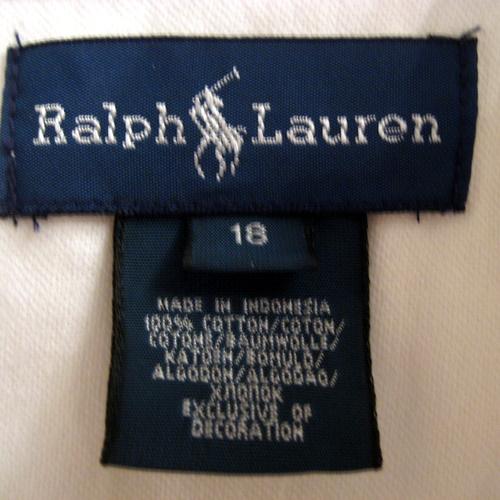 Ralph Lauren
18
MADE IN INDONESIA
100% COTTON/COTON/
COTONE/BAUMWOLLE/
KATOEN/BOMULD/
ALGODON/ALGODAO/
ХЛОПОК
EXCLUSIVE OF
DECORATION